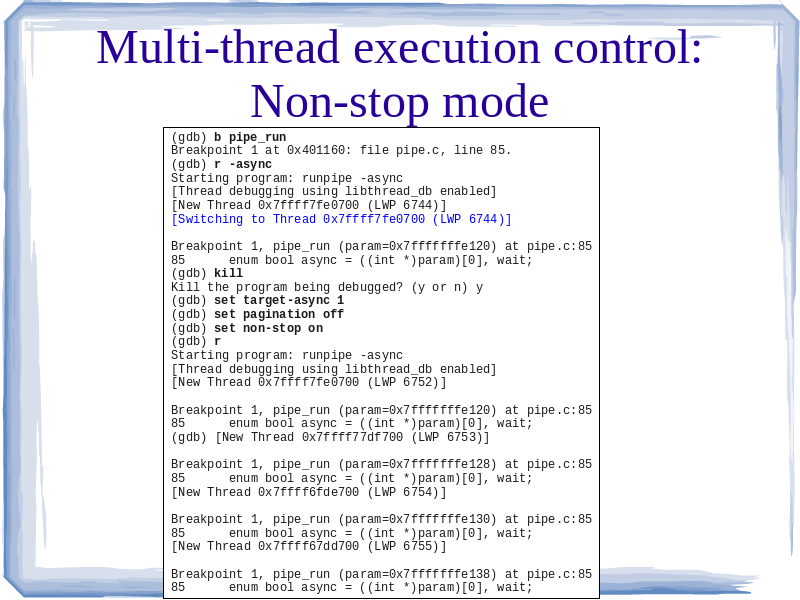 Multi-thread execution control:
Non-stop mode
(gdb) b pipe_run
Breakpoint 1 at 0x401160: file pipe.c, line 85.
(gdb) r -async
Starting program: runpipe -async
[Thread debugging using libthread_db enabled]
[New Thread 0x7ffff7fe0700 (LWP 6744)]
[Switching to Thread 0x7ffff7fe0700 (LWP 6744)]
Breakpoint 1, pipe_run (param=0x7fffffffe120) at pipe.c:85
85      enum bool async = ((int *)param)[0], wait;
(gdb) kill
Kill the program being debugged? (y or n) y
(gdb) set target-async 1
(gdb) set pagination off
(gdb) set non-stop on
(gdb) r
Starting program: runpipe -async
[Thread debugging using libthread_db enabled]
[New Thread 0x7ffff7fe0700 (LWP 6752)]
Breakpoint 1, pipe_run (param=0x7fffffffe120) at pipe.c:85
85      enum bool async = ((int *)param)[0], wait;
(gdb) [New Thread 0x7ffff77df700 (LWP 6753)]
Breakpoint 1, pipe_run (param=0x7fffffffe128) at pipe.c:85
85      enum bool async = ((int *)param)[0], wait;
[New Thread 0x7ffff6fde700 (LWP 6754)]
Breakpoint 1, pipe_run (param=0x7fffffffe130) at pipe.c:85
85      enum bool async = ((int *)param)[0], wait;
[New Thread 0x7ffff67dd700 (LWP 6755)]
Breakpoint 1, pipe_run (param=0x7fffffffe138) at pipe.c:85
85      enum bool async = ((int *)param)[0], wait;